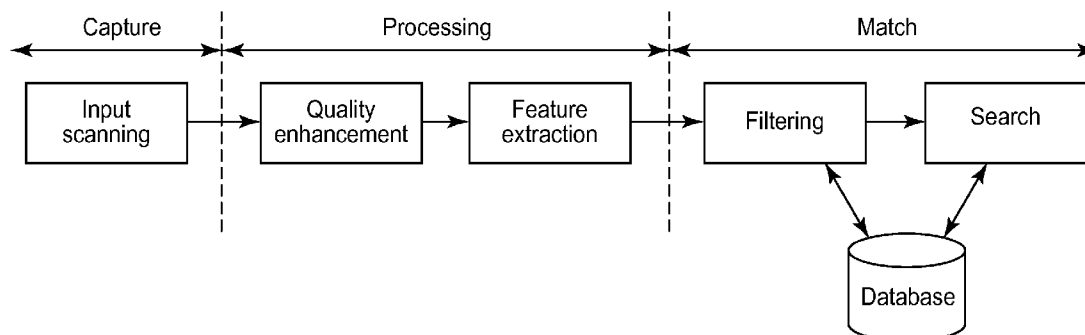 Capture
Processing
Match
Input
scanning
Quality
enhancement
Feature
extraction
Filtering
Search
Database